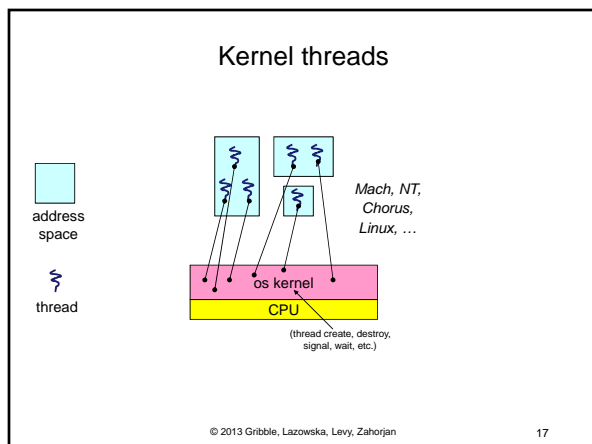 Kernel threads
address
space
thread
Mach, NT,
Chorus,
Linux, …
os kernel
CPU
(thread create, destroy,
signal, wait, etc.)
© 2013 Gribble, Lazowska, Levy, Zahorjan
17